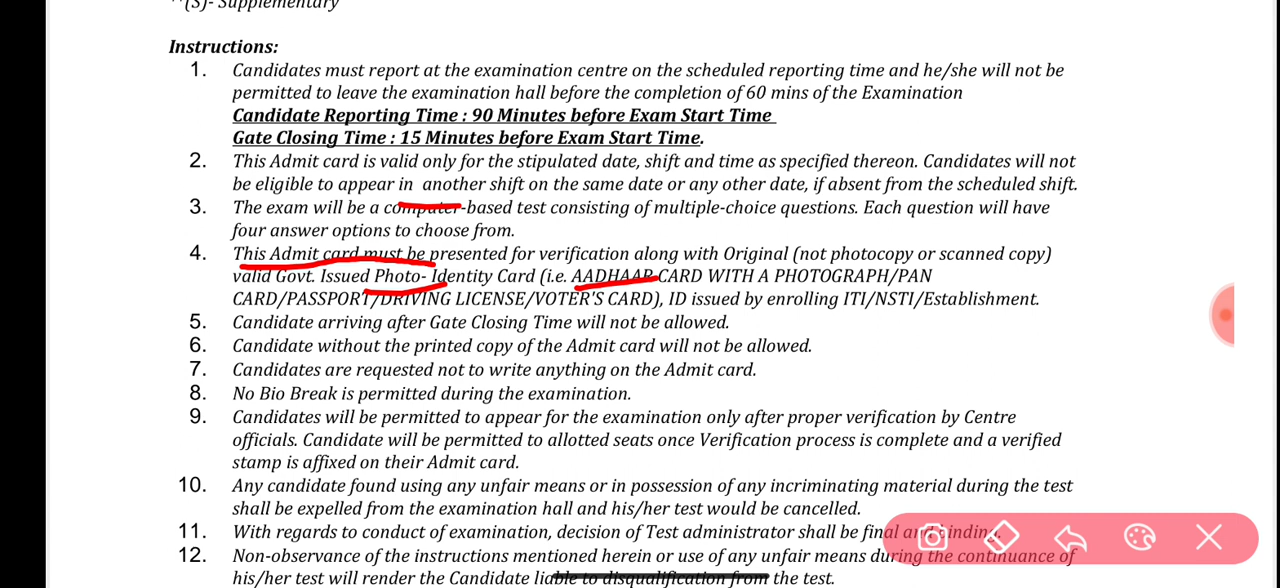 **(S)- Supplementary
Instructions:
1. Candidates must report at the examination centre on the scheduled reporting time and he/she will not be
permitted to leave the examination hall before the completion of 60 mins of the Examination
Candidate Reporting Time : 90 Minutes before Exam Start Time
Gate Closing Time : 15 Minutes before Exam Start Time.
2. This Admit card is valid only for the stipulated date, shift and time as specified thereon. Candidates will not
be eligible to appear in another shift on the same date or any other date, if absent from the scheduled shift.
3. The exam will be a computer-based test consisting of multiple-choice questions. Each question will have
four answer options to choose from.
4. This Admit card must be presented for verification along with Original (not photocopy or scanned copy)
valid Govt. Issued Photo- Identity Card (i.e. AADHAAR CARD WITH A PHOTOGRAPH/PAN
CARD/PASSPORT/DRIVING LICENSE/VOTER'S CARD), ID issued by enrolling ITI/NSTI/Establishment.
5. Candidate arriving after Gate Closing Time will not be allowed.
6. Candidate without the printed copy of the Admit card will not be allowed.
7. Candidates are requested not to write anything on the Admit card.
8. No Bio Break is permitted during the examination.
9. Candidates will be permitted to appear for the examination only after proper verification by Centre
officials. Candidate will be permitted to allotted seats once Verification process is complete and a verified
stamp is affixed on their Admit card.
10. Any candidate found using any unfair means or in possession of any incriminating material during the test
shall be expelled from the examination hall and his/her test would be cancelled.
11. With regards to conduct of examination, decision of Test administrator shall be final and binding.
12. Non-observance of the instructions mentioned herein or use of any unfair means during the continuance of
his/her test will render the Candidate liable to disqualification from the test.